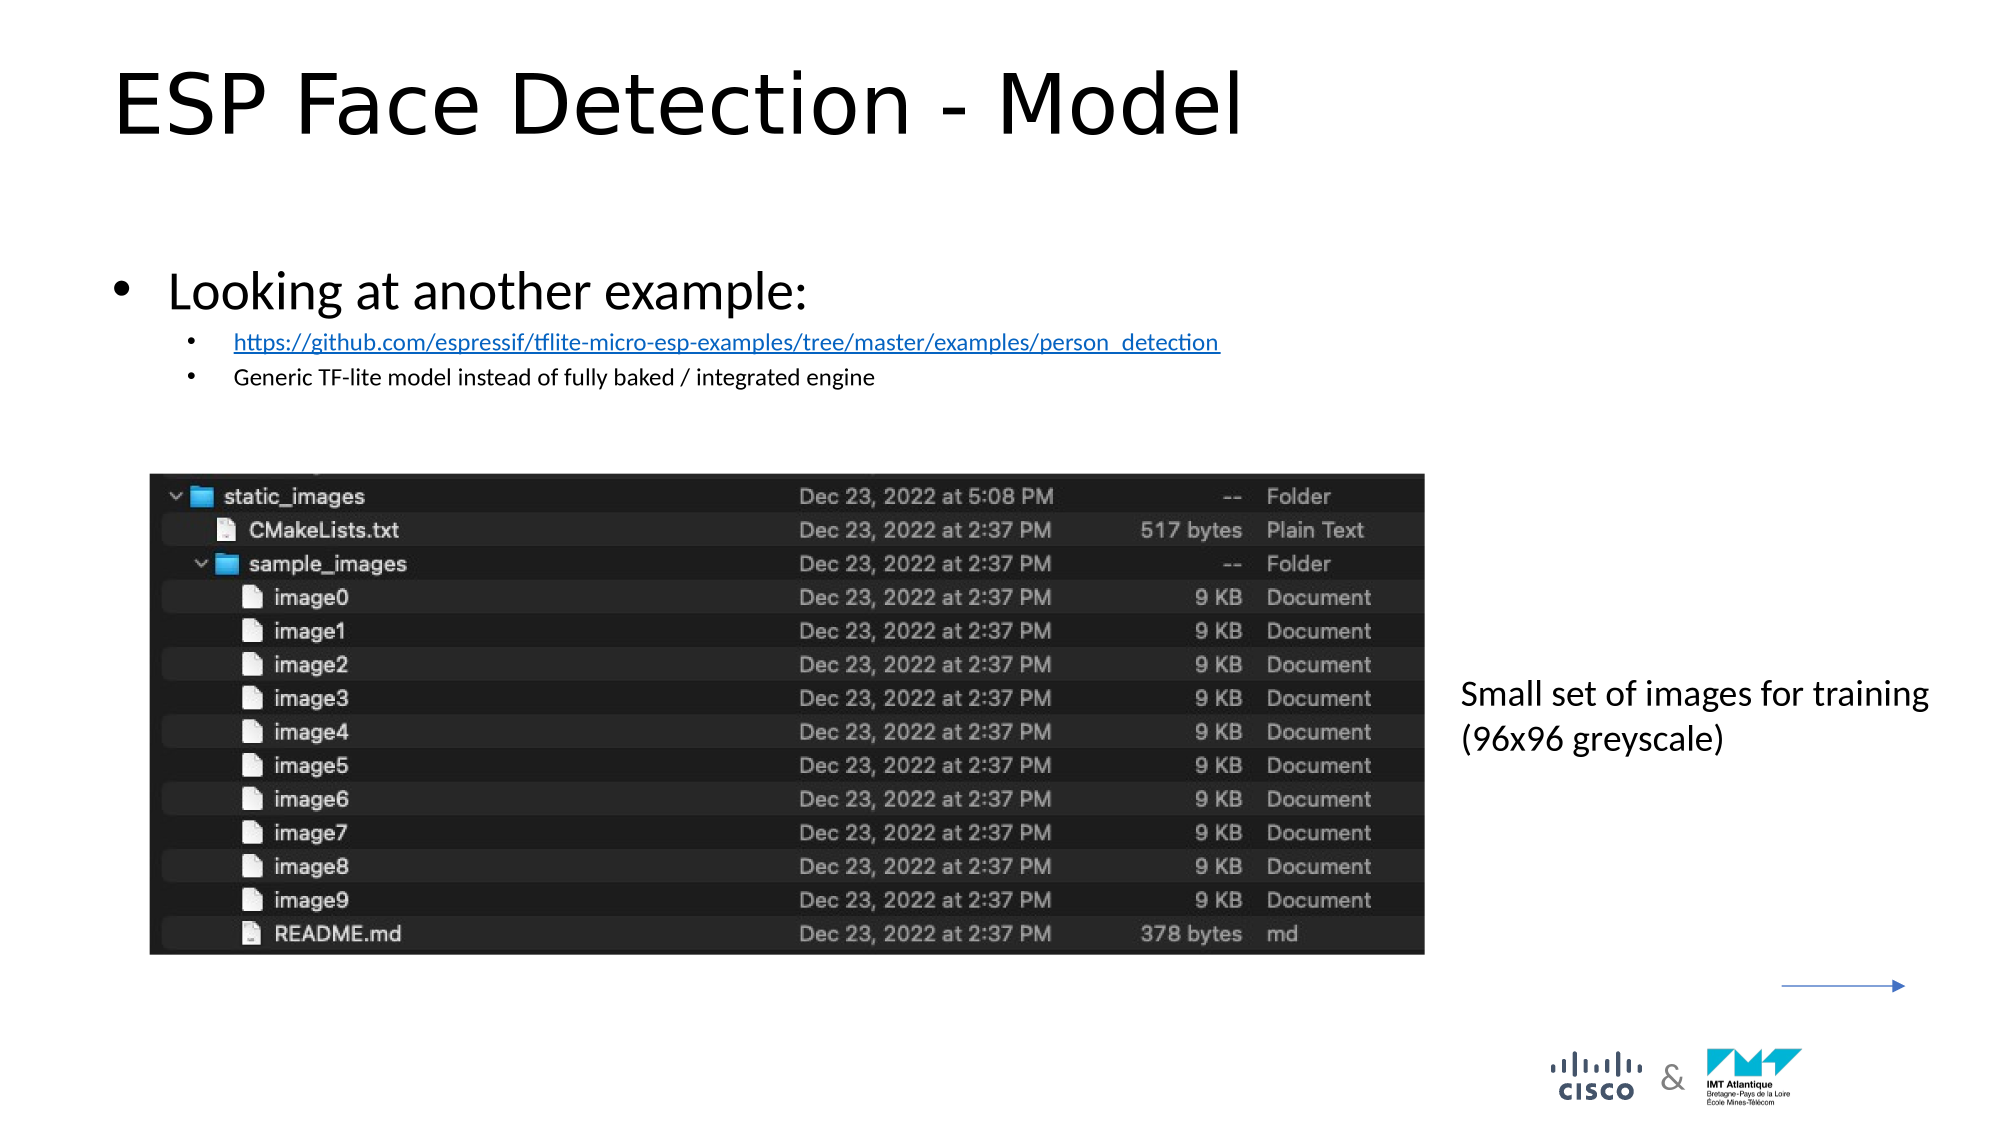 ESP Face Detection - Model
• Looking at another example:
• https://github.com/espressif/tflite-micro-esp-examples/tree/master/examples/person_detection
• Generic TF-lite model instead of fully baked / integrated engine
static_images Dec 23, 2022 at 5:08 PM -- Folder
CMakeLists.txt Dec 23, 2022 at 2:37 PM 517 bytes Plain Text
sample_images Dec 23, 2022 at 2:37 PM -- Folder
image0 Dec 23, 2022 at 2:37 PM 9 KB Document
image1 Dec 23, 2022 at 2:37 PM 9 KB Document
image2 Dec 23, 2022 at 2:37 PM 9 KB Document
image3 Dec 23, 2022 at 2:37 PM 9 KB Document
image4 Dec 23, 2022 at 2:37 PM 9 KB Document
image5 Dec 23, 2022 at 2:37 PM 9 KB Document
image6 Dec 23, 2022 at 2:37 PM 9 KB Document
image7 Dec 23, 2022 at 2:37 PM 9 KB Document
image8 Dec 23, 2022 at 2:37 PM 9 KB Document
image9 Dec 23, 2022 at 2:37 PM 9 KB Document
README.md Dec 23, 2022 at 2:37 PM 378 bytes md
Small set of images for training
(96x96 greyscale)
CISCO & IMT Atlantique
Bretagne-Pays de la Loire
École Mines-Télécom